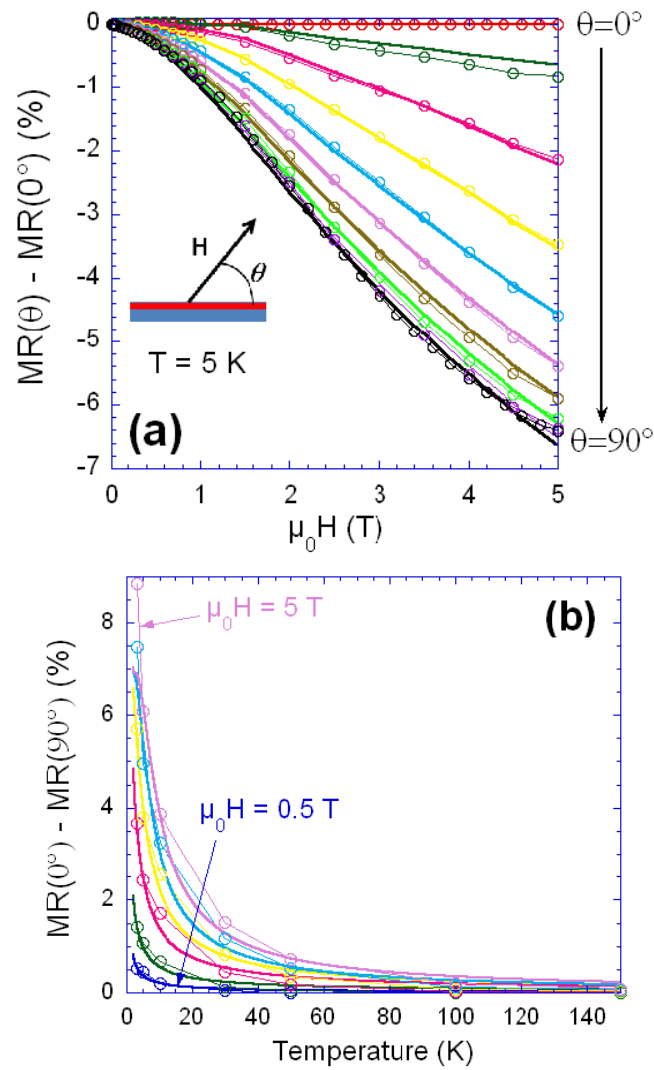 0
-1
-2
-3
-4
-5
-6
-7
MR(θ) - MR(0°) (%)
θ=0°
H
θ
T = 5 K
(a)
θ=90°
0 1 2 3 4 5
μ₀H (T)
8
6
4
2
0
MR(0°) - MR(90°) (%)
μ₀H = 5 T
(b)
μ₀H = 0.5 T
0 20 40 60 80 100 120 140
Temperature (K)